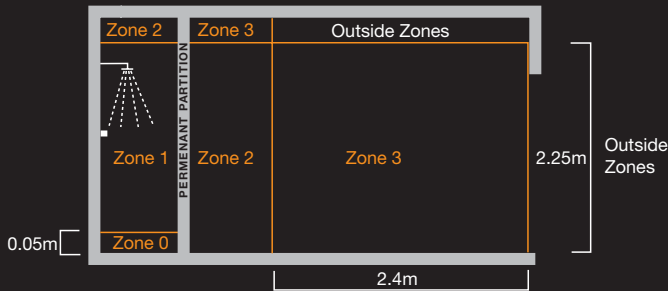 Zone 2
Zone 3
Outside Zones
PERMENANT PARTITION
Zone 1
Zone 2
Zone 3
2.25m
Outside
Zones
0.05m
Zone 0
2.4m